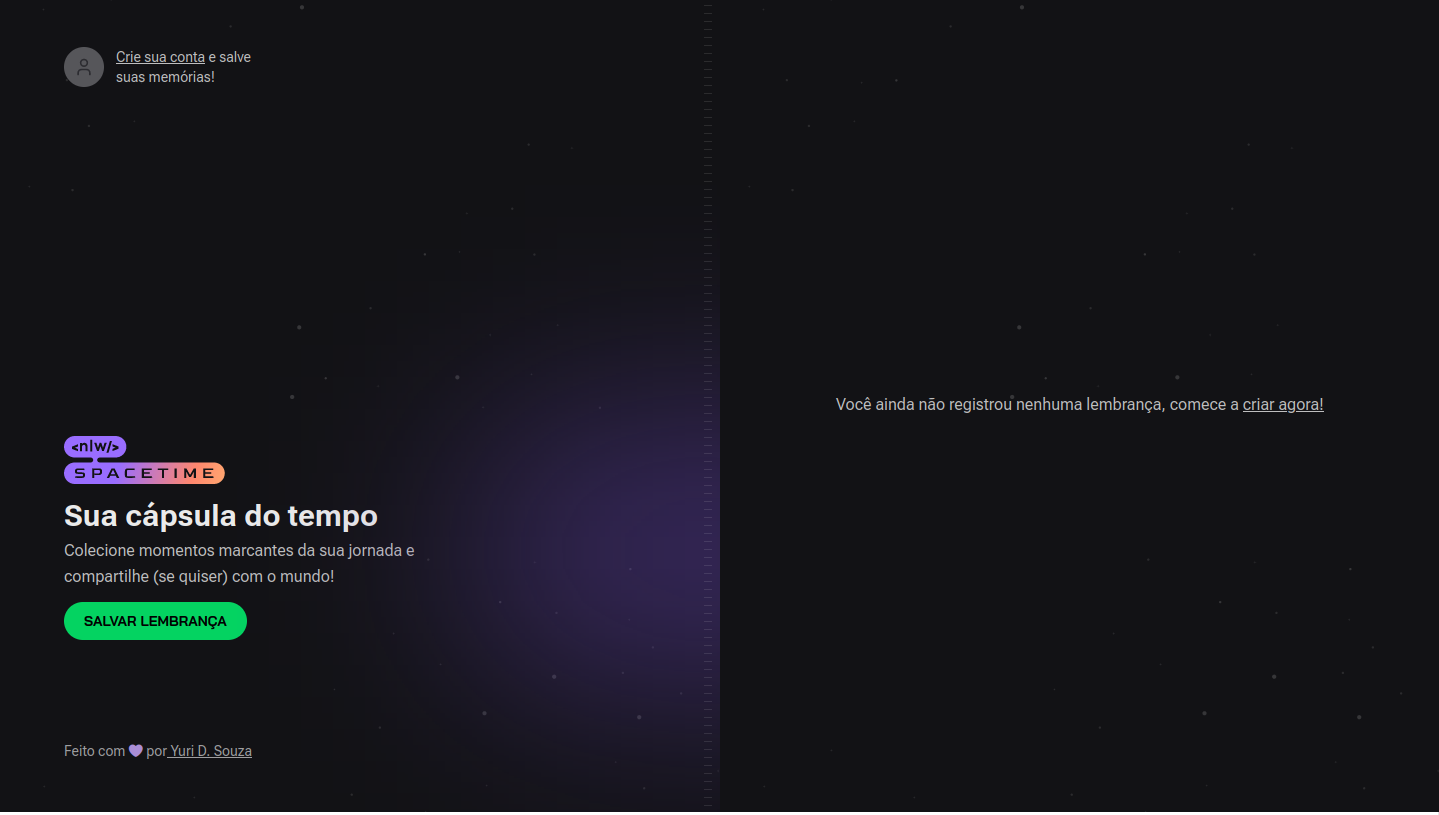 Crie sua conta e salve
suas memórias!
<nlw/>
SPACETIME
Sua cápsula do tempo
Colecione momentos marcantes da sua jornada e
compartilhe (se quiser) com o mundo!
SALVAR LEMBRANÇA
Feito com 💜 por Yuri D. Souza
Você ainda não registrou nenhuma lembrança, comece a criar agora!